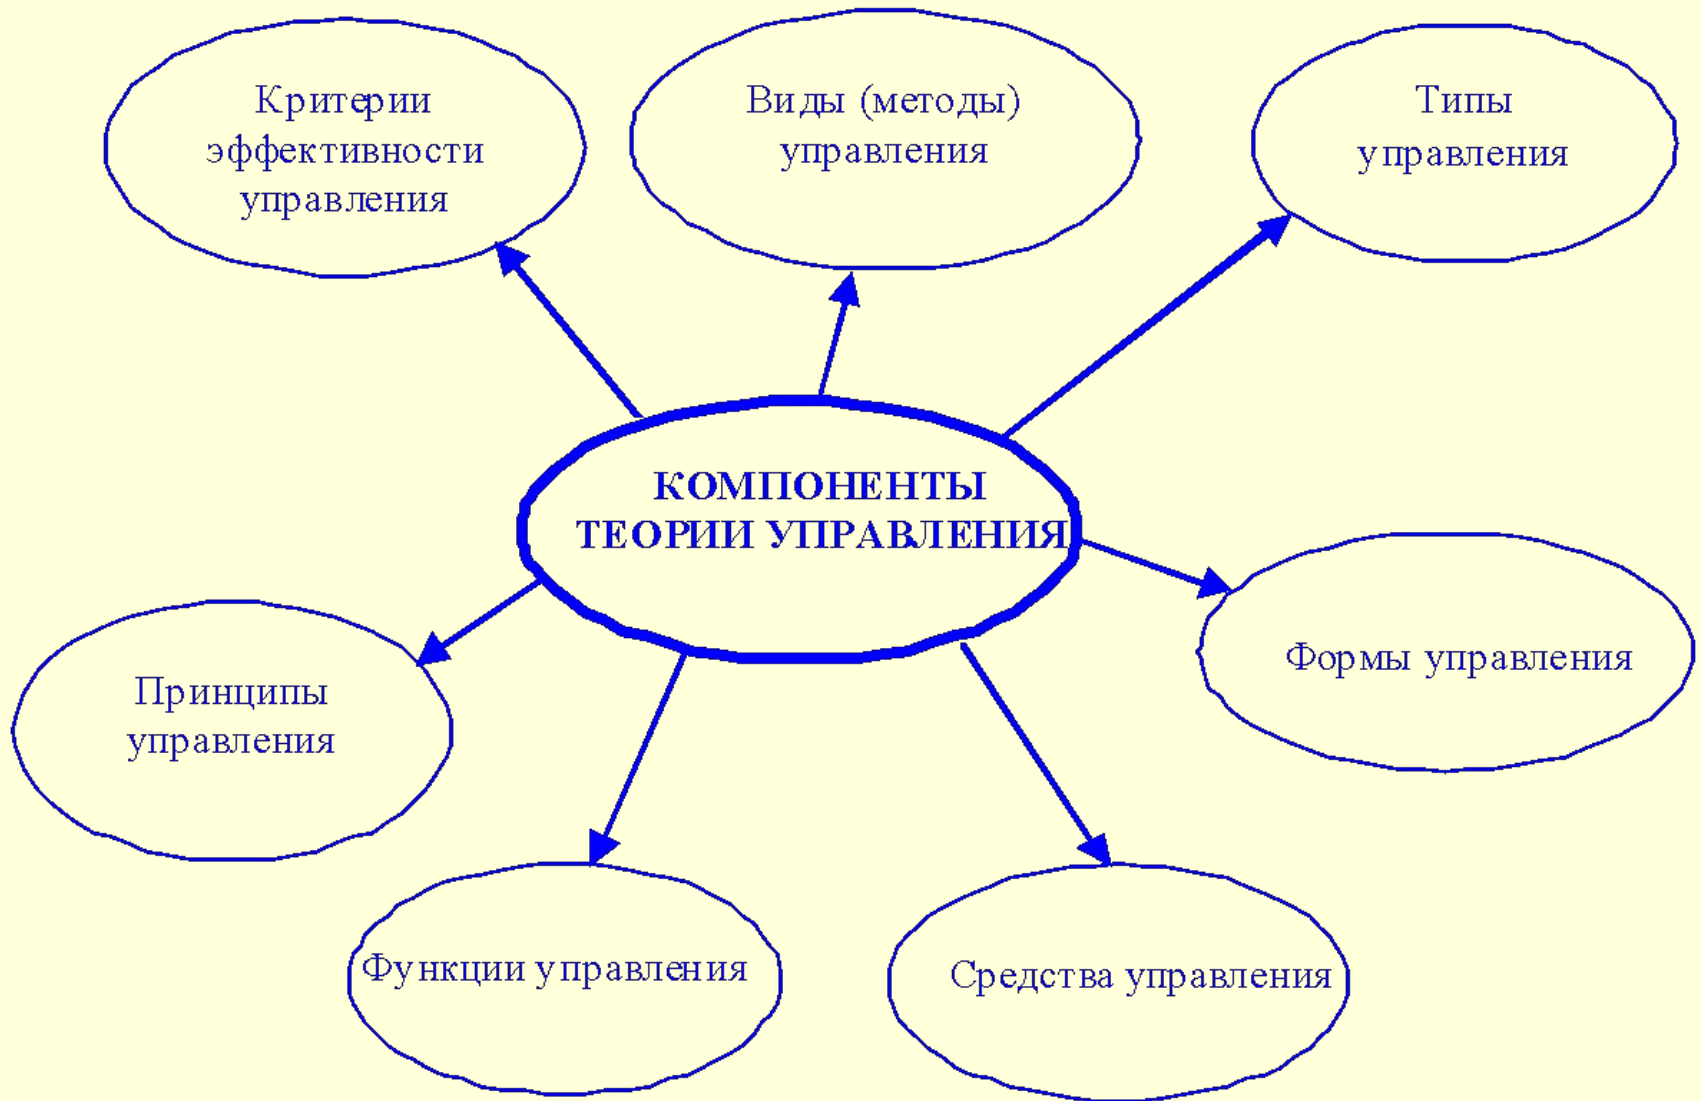 Критерии
эффективности
управления
Виды (методы)
управления
Типы
управления
КОМПОНЕНТЫ
ТЕОРИИ УПРАВЛЕНИЯ
Формы управления
Принципы
управления
Функции управления
Средства управления